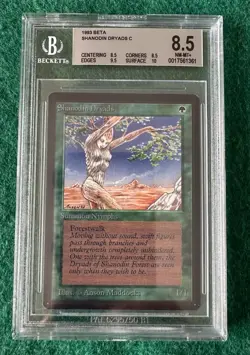 B
BECKETT
1993 BETA
SHANODIN DRYADS C
CENTERING 8.5 CORNERS 8.5
EDGES 9.5 SURFACE 10
8.5
NM-MT+
Shanodin Dryads
Summon Nymph
Forestwalk
Moving without sound, swift figures
pass through branches and
undergrowth completely unhindered.
One with the trees around them, the
Dryads of Shanodin Forest are seen
only when they wish to be.
Illus. © Anson Maddocks
1/1